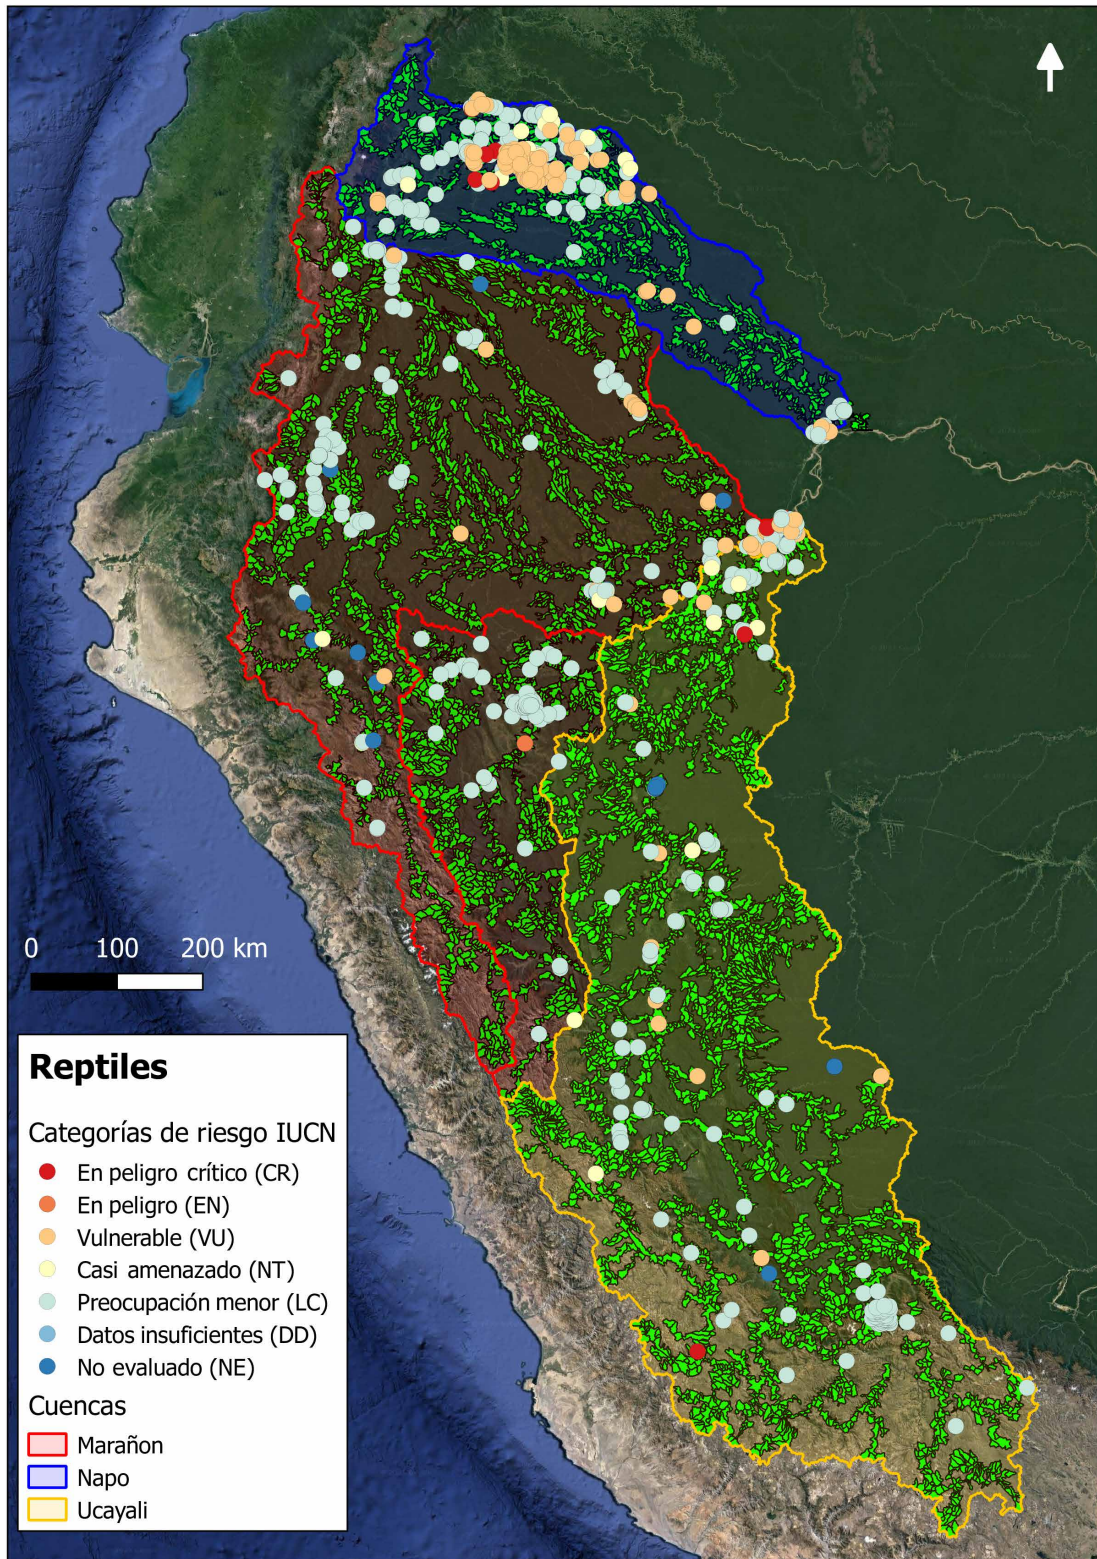 0 100 200 km
Reptiles
Categorías de riesgo IUCN
En peligro crítico (CR)
En peligro (EN)
Vulnerable (VU)
Casi amenazado (NT)
Preocupación menor (LC)
Datos insuficientes (DD)
No evaluado (NE)
Cuencas
Marañon
Napo
Ucayali